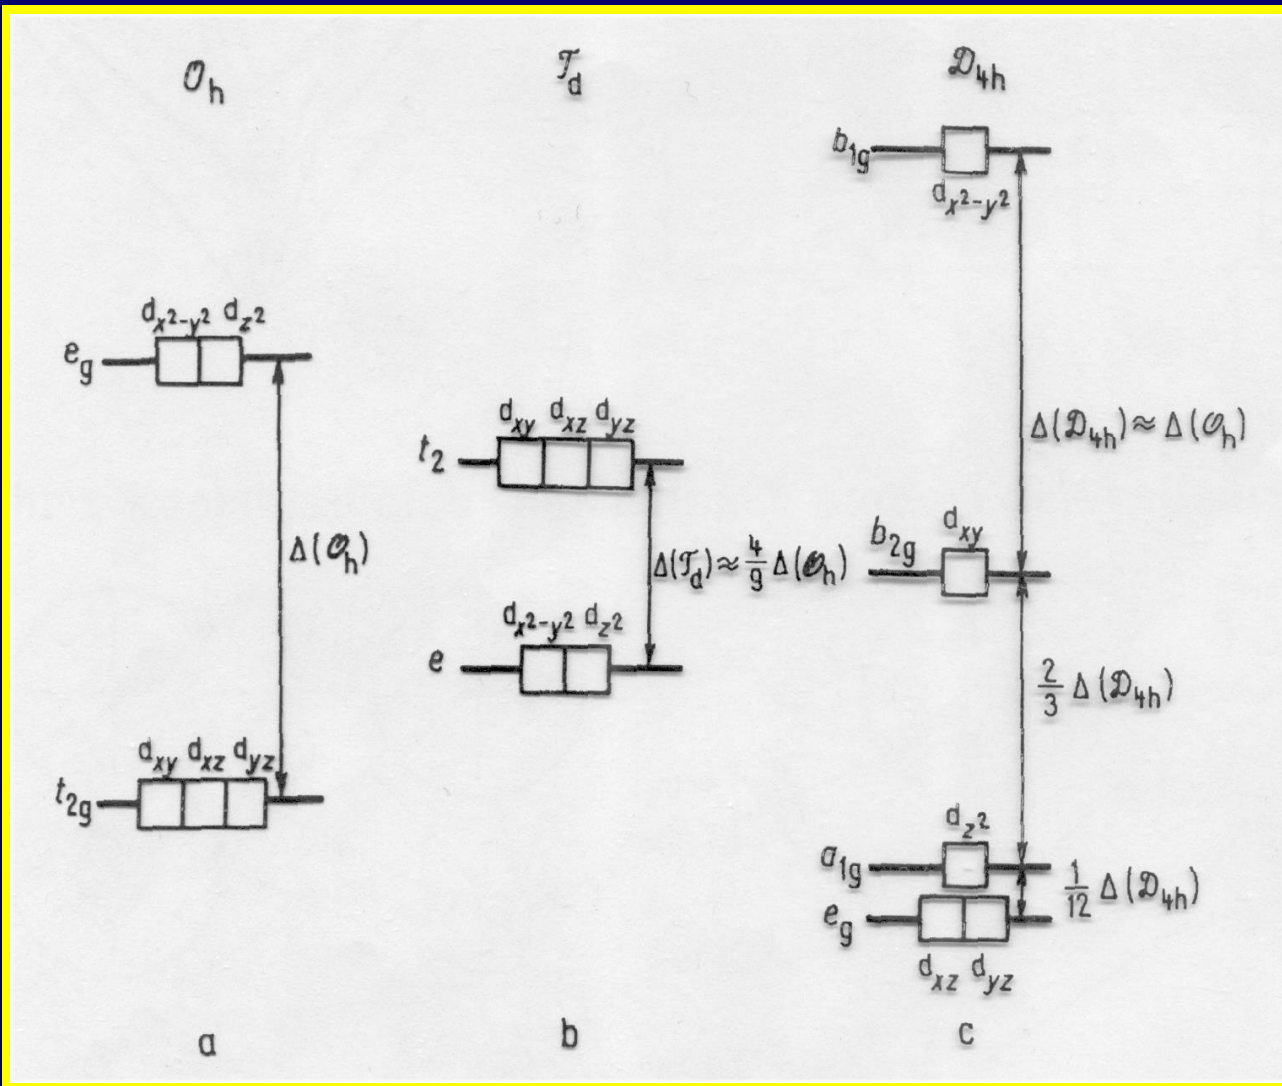 𝒪h
𝒯d
𝒟4h
b1g
dx²-y²
dx²-y² dz²
eg
Δ(𝒪h)
dxy dxz dyz
t2g
dxy dxz dyz
t2
Δ(𝒯d)≈4/9 Δ(𝒪h)
dx²-y² dz²
e
Δ(𝒟4h)≈Δ(𝒪h)
dxy
b2g
2/3 Δ(𝒟4h)
dz²
a1g
1/12 Δ(𝒟4h)
eg
dxz dyz
a
b
c